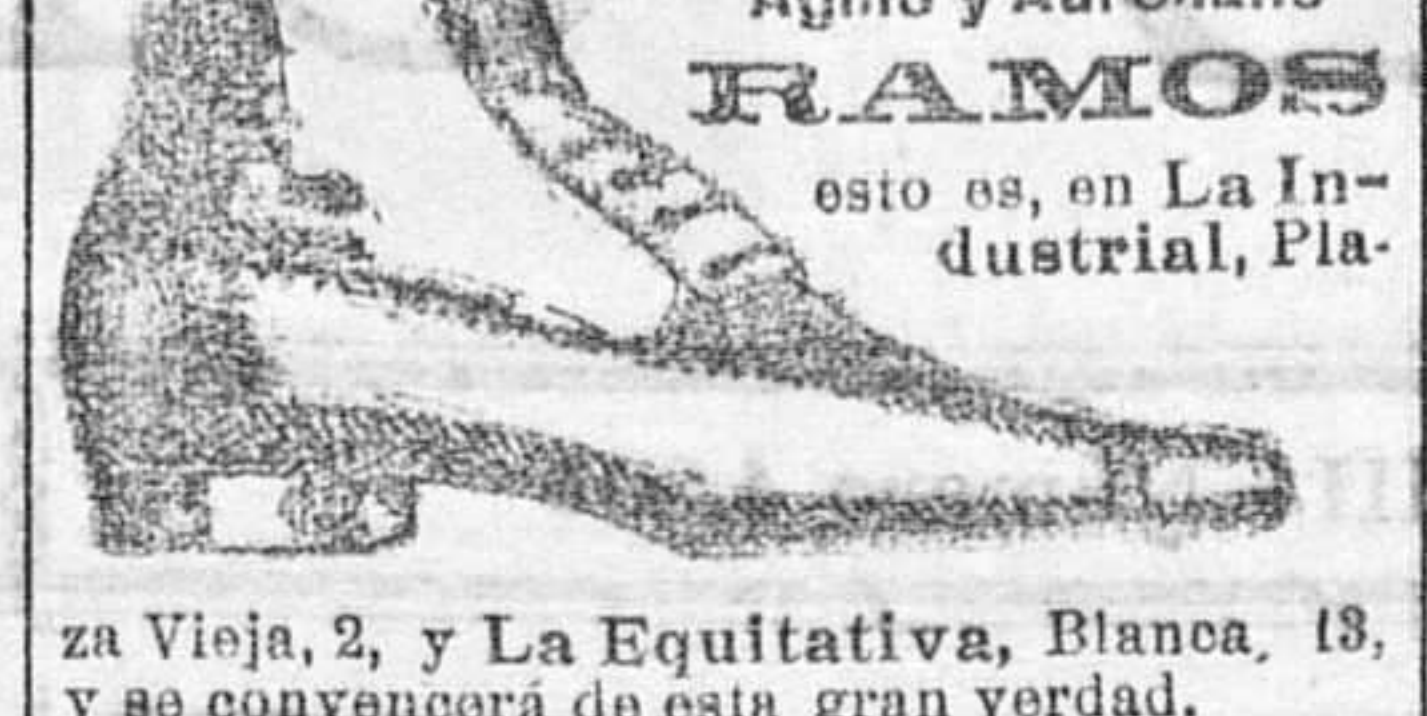 y
RAMOS
esto es, en La In-
dustrial, Pla-
za Vieja, 2, y La Equitativa, Blanca, 13,
y se convencerá de esta gran verdad.